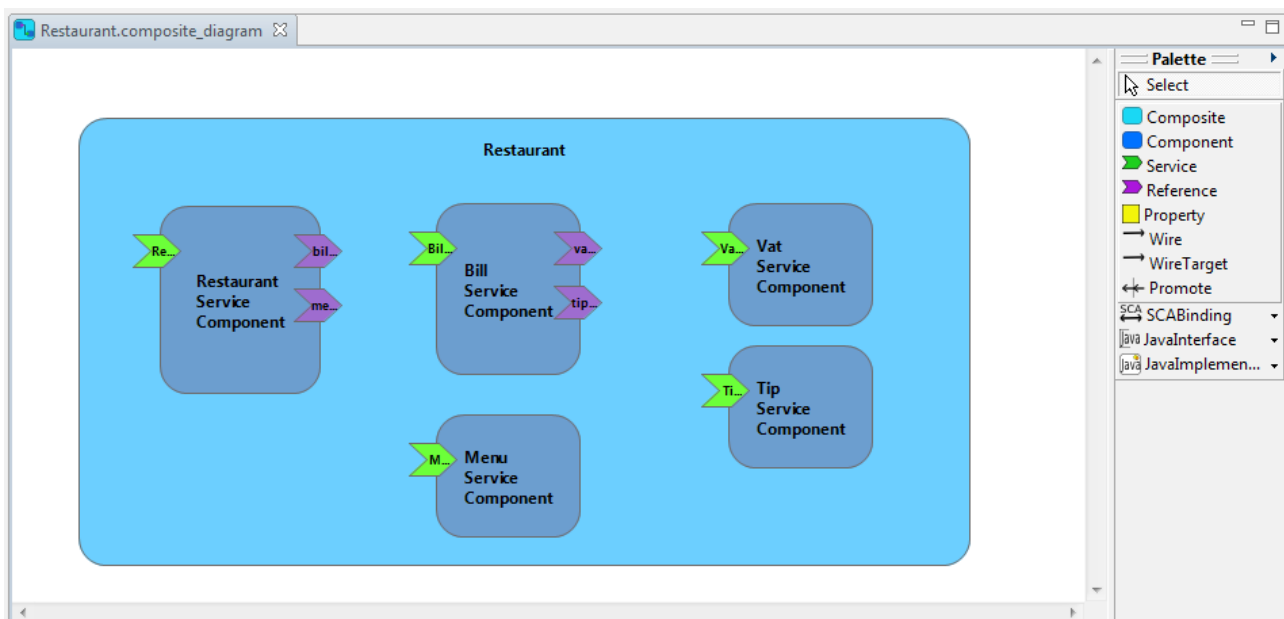 Restaurant.composite_diagram
Palette
Select
Composite
Component
Service
Reference
Property
Wire
WireTarget
Promote
SCA SCABinding
Java JavaInterface
Java JavaImplemen...
Restaurant
Re...
Restaurant
Service
Component
bil...
me...
Bil...
Bill
Service
Component
va...
tip...
Va...
Vat
Service
Component
Ti...
Tip
Service
Component
M...
Menu
Service
Component